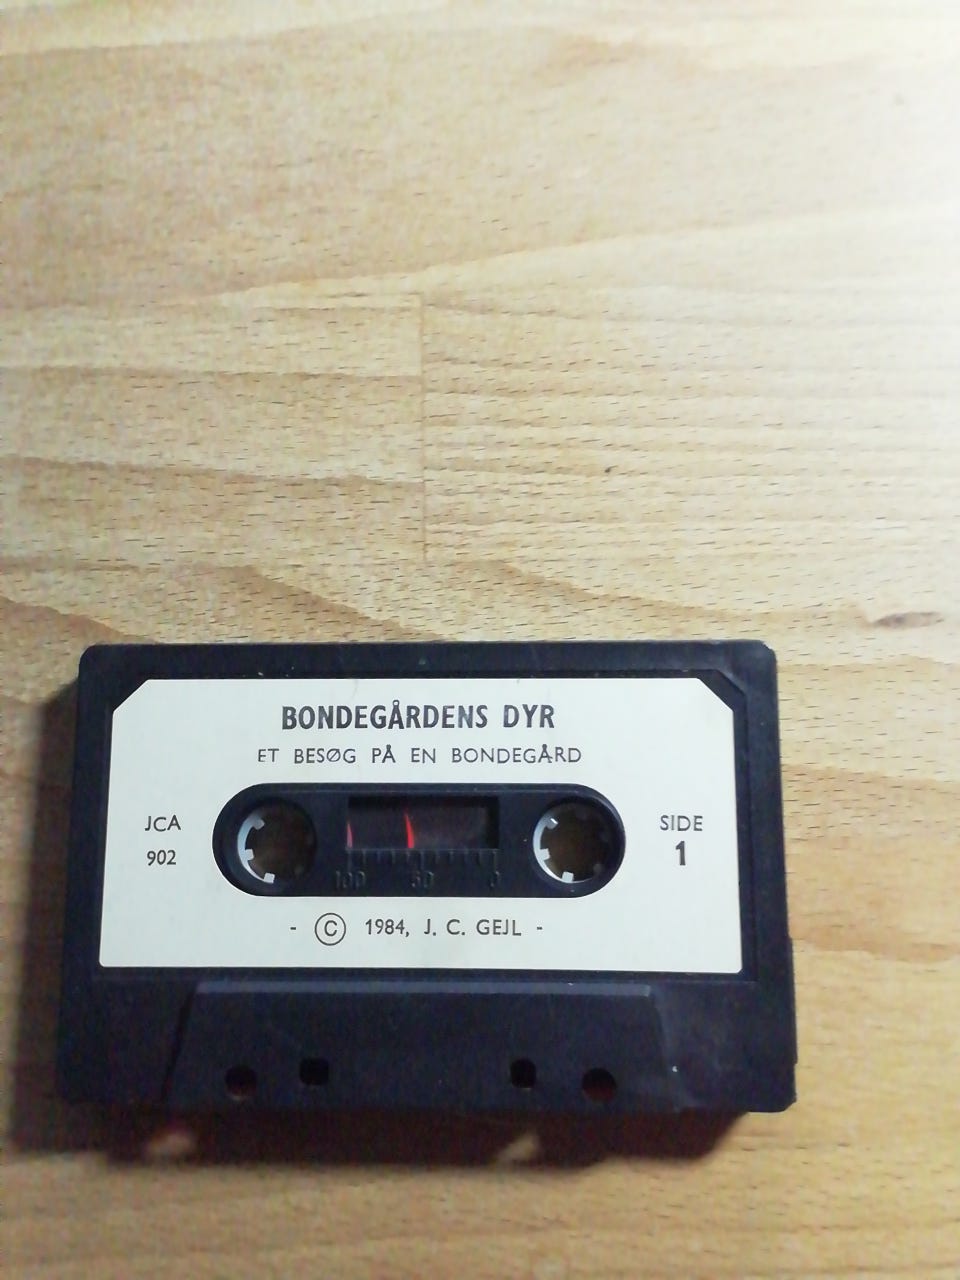 BONDEGÅRDENS DYR
ET BESØG PÅ EN BONDEGÅRD
JCA
902
SIDE
1
100 50 0
- © 1984, J. C. GEJL -